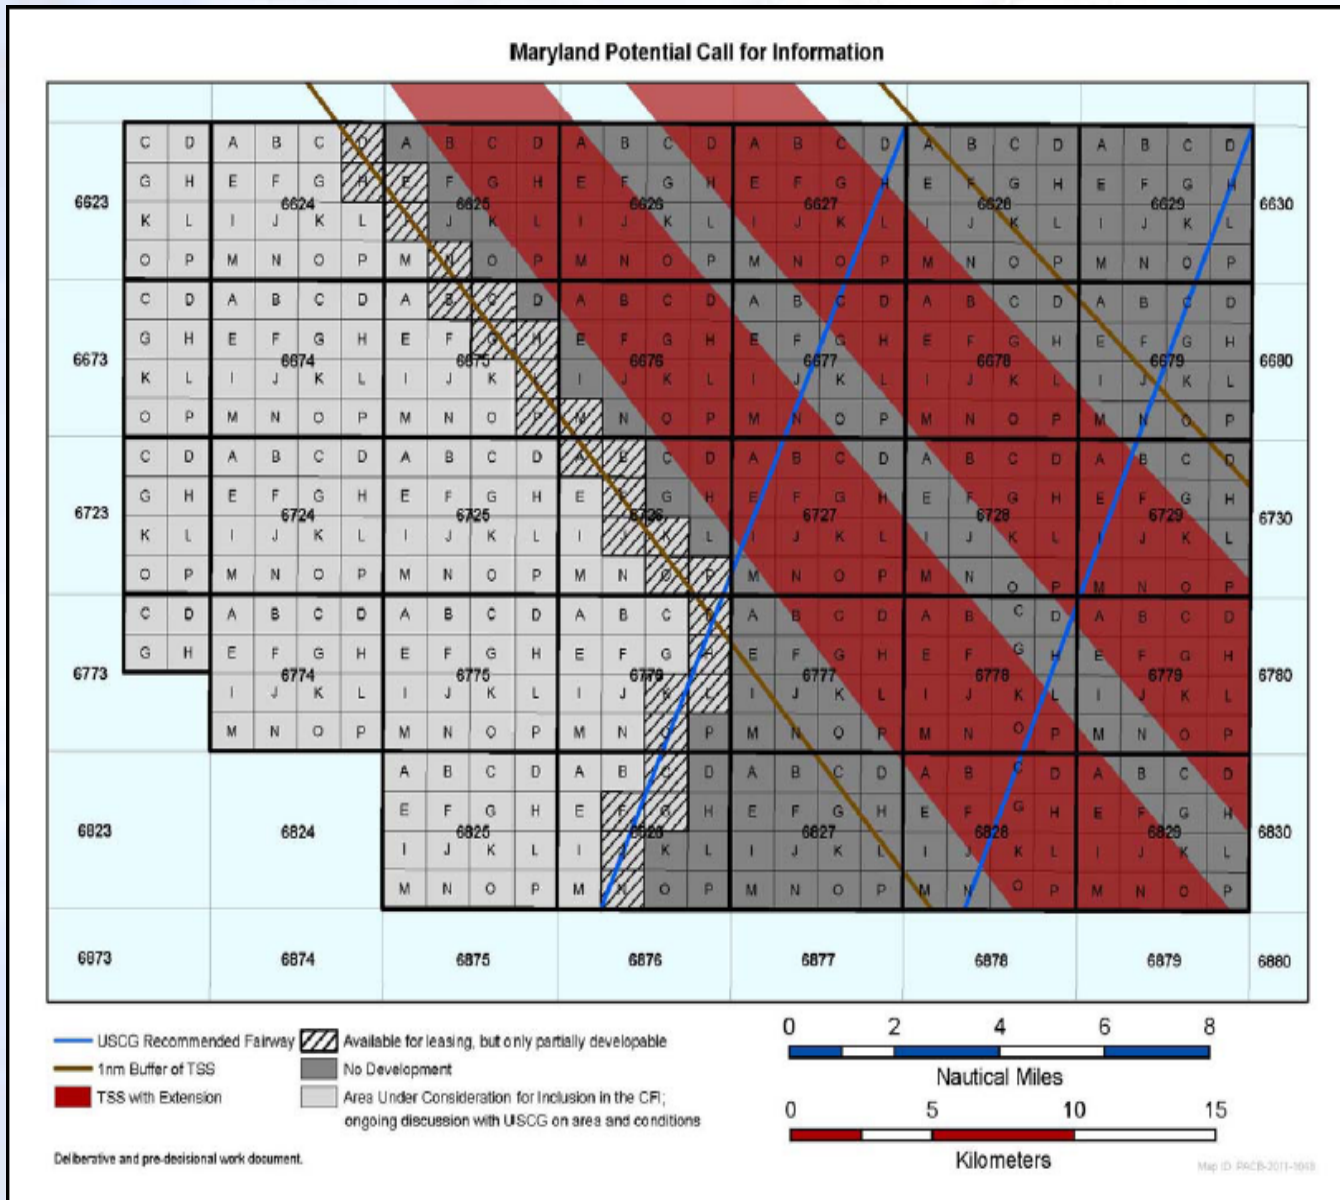 Maryland Potential Call for Information
C D A B C D A B C D A B C D A B C D A B C D A B C D
G H E F G H E F G H E F G H E F G H E F G H E F G H
6623 6624 6625 6626 6627 6628 6629 6630
K L I J K L I J K L I J K L I J K L I J K L I J K L
O P M N O P M N O P M N O P M N O P M N O P M N O P
C D A B C D A B C D A B C D A B C D A B C D A B C D
G H E F G H E F G H E F G H E F G H E F G H E F G H
6673 6674 6675 6676 6677 6678 6679 6680
K L I J K L I J K L I J K L I J K L I J K L I J K L
O P M N O P M N O P M N O P M N O P M N O P M N O P
C D A B C D A B C D A B C D A B C D A B C D A B C D
G H E F G H E F G H E F G H E F G H E F G H E F G H
6723 6724 6725 6726 6727 6728 6729 6730
K L I J K L I J K L I J K L I J K L I J K L I J K L
O P M N O P M N O P M N O P M N O P M N O P M N O P
C D A B C D A B C D A B C D A B C D A B C D A B C D
G H E F G H E F G H E F G H E F G H E F G H E F G H
6773 6774 6775 6776 6777 6778 6779 6780
I J K L I J K L I J K L I J K L I J K L I J K L
M N O P M N O P M N O P M N O P M N O P M N O P
A B C D A B C D A B C D A B C D A B C D
E F G H E F G H E F G H E F G H E F G H
6823 6824 6825 6826 6827 6828 6829 6830
I J K L I J K L I J K L I J K L I J K L
M N O P M N O P M N O P M N O P M N O P
6873 6874 6875 6876 6877 6878 6879 6880
USCG Recommended Fairway
1nm Buffer of TSS
TSS with Extension
Available for leasing, but only partially developable
No Development
Area Under Consideration for Inclusion in the CFI;
ongoing discussion with USCG on area and conditions
0 2 4 6 8
Nautical Miles
0 5 10 15
Kilometers
Deliberative and pre-decisional work document.